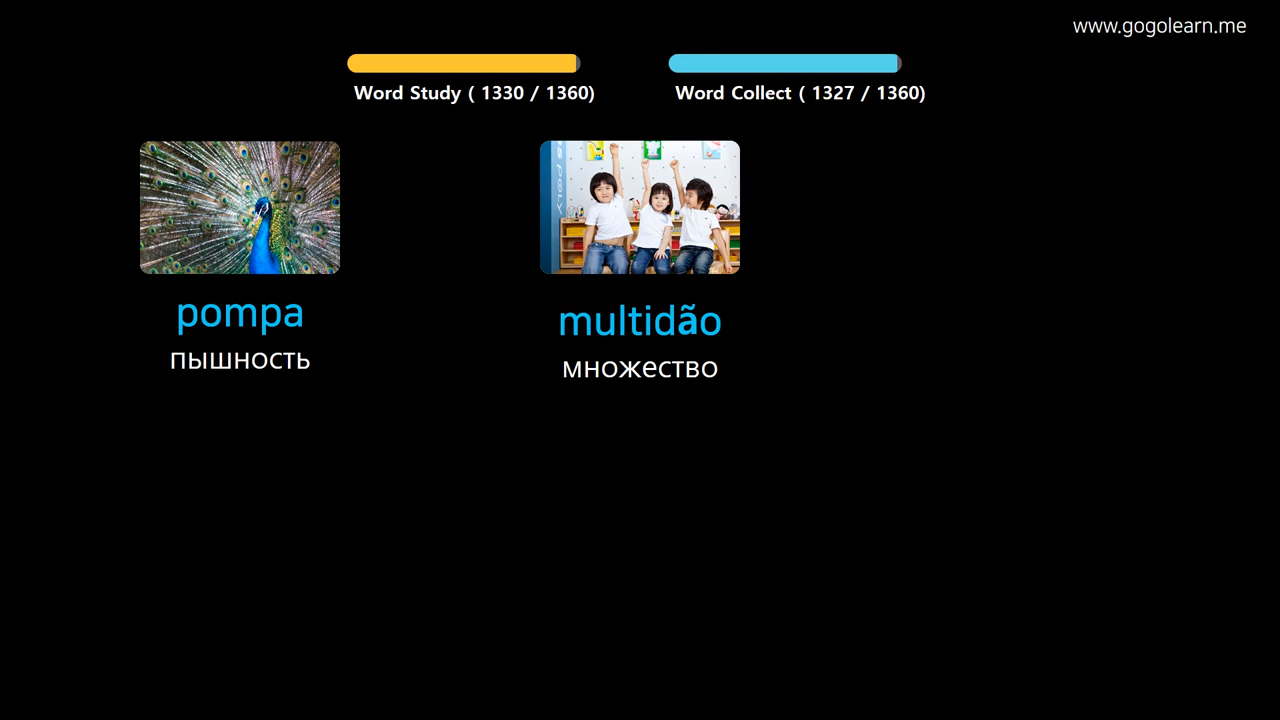 www.gogolearn.me
Word Study ( 1330 / 1360)
Word Collect ( 1327 / 1360)
pompa
пышность
multidão
множество